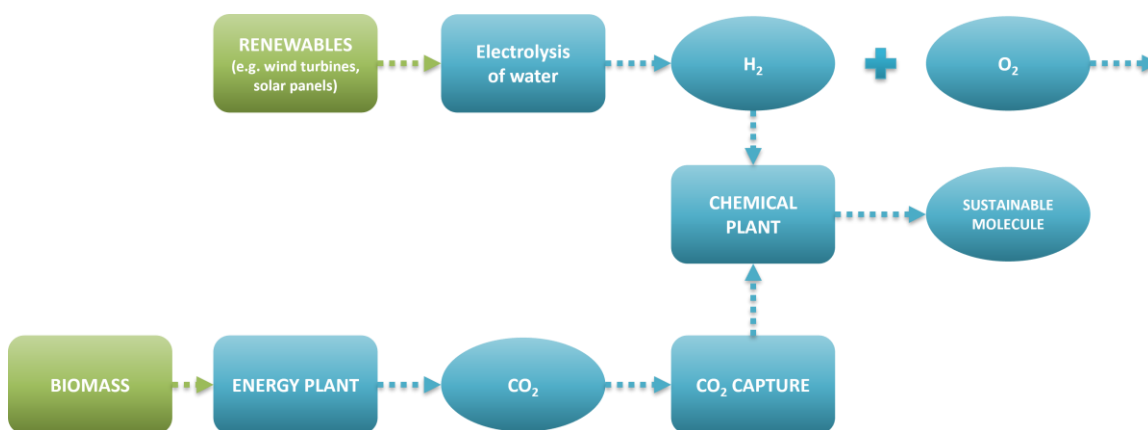 RENEWABLES
(e.g. wind turbines,
solar panels)
Electrolysis
of water
H₂
O₂
CHEMICAL
PLANT
SUSTAINABLE
MOLECULE
BIOMASS
ENERGY PLANT
CO₂
CO₂ CAPTURE